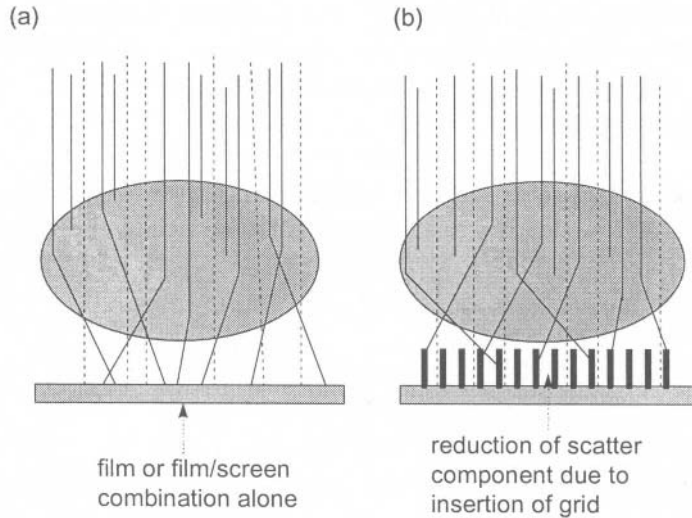 (a)
(b)
film or film/screen
combination alone
reduction of scatter
component due to
insertion of grid